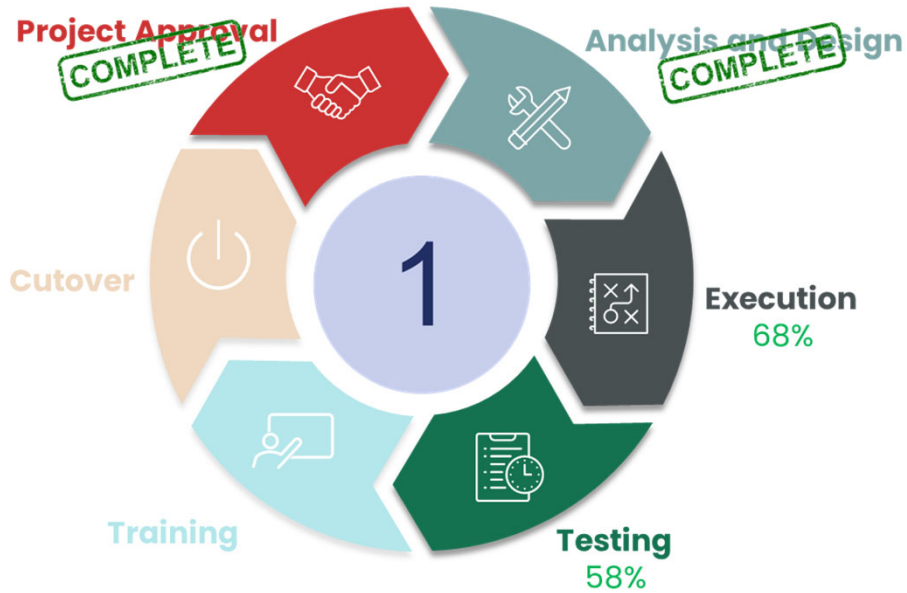 Project Approval
COMPLETE
Analysis and Design
COMPLETE
Execution
68%
Testing
58%
Training
Cutover
1